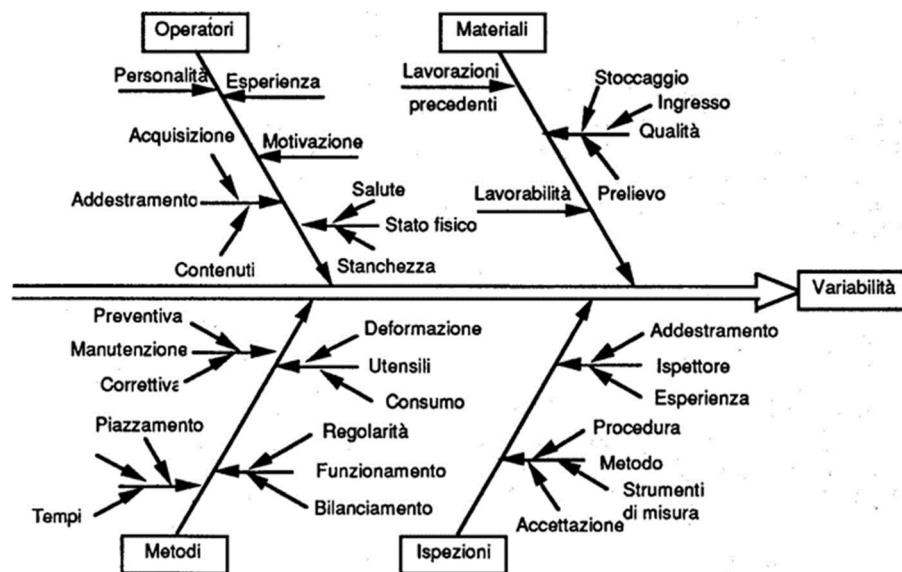 Operatori
Materiali
Personalità
Esperienza
Acquisizione
Motivazione
Addestramento
Salute
Stato fisico
Contenuti
Stanchezza
Lavorazioni
precedenti
Stoccaggio
Ingresso
Qualità
Lavorabilità
Prelievo
Variabilità
Preventiva
Manutenzione
Correttiva
Deformazione
Utensili
Consumo
Piazzamento
Tempi
Regolarità
Funzionamento
Bilanciamento
Addestramento
Ispettore
Esperienza
Procedura
Metodo
Strumenti
di misura
Accettazione
Metodi
Ispezioni